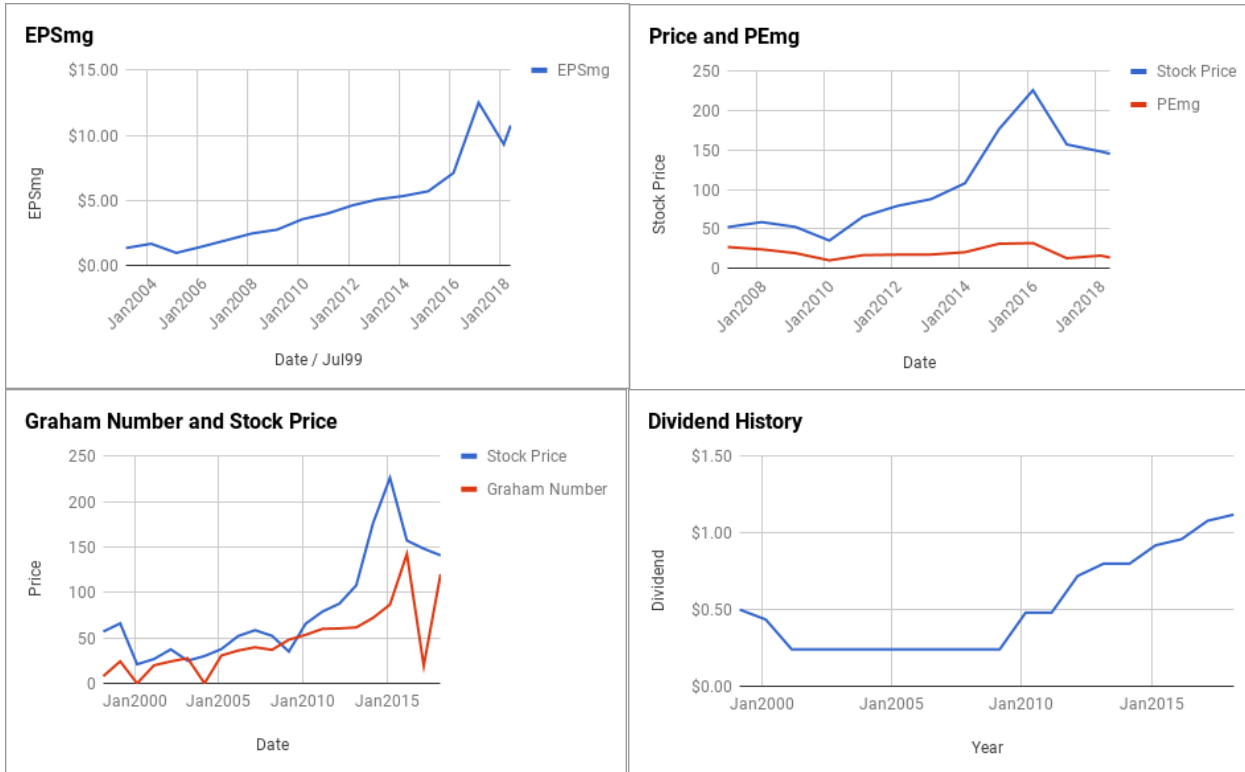 EPSmg
$15.00
$10.00
$5.00
$0.00
EPSmg
EPSmg
Jan2004
Jan2006
Jan2008
Jan2010
Jan2012
Jan2014
Jan2016
Jan2018
Date / Jul99
Price and PEmg
250
200
150
100
50
0
Stock Price
Stock Price
PEmg
Jan2008
Jan2010
Jan2012
Jan2014
Jan2016
Jan2018
Date
Graham Number and Stock Price
250
200
150
100
50
0
Price
Stock Price
Graham Number
Jan2000
Jan2005
Jan2010
Jan2015
Date
Dividend History
$1.50
$1.00
$0.50
$0.00
Dividend
Jan2000
Jan2005
Jan2010
Jan2015
Year